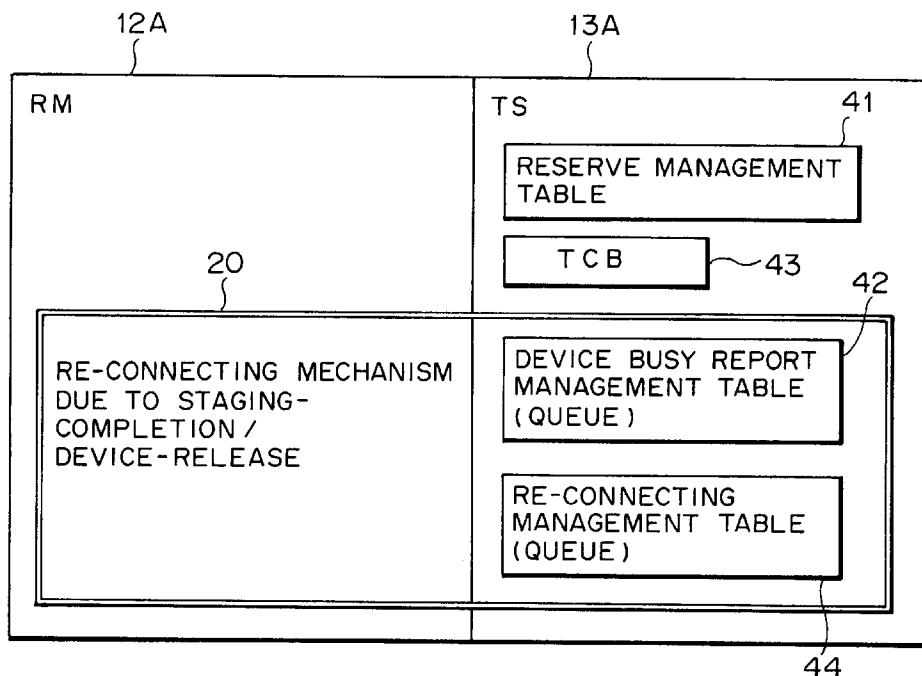 12A
13A
RM
TS
41
RESERVE MANAGEMENT
TABLE
TCB
43
20
42
RE-CONNECTING MECHANISM
DUE TO STAGING-
COMPLETION/
DEVICE-RELEASE
DEVICE BUSY REPORT
MANAGEMENT TABLE
(QUEUE)
RE-CONNECTING
MANAGEMENT TABLE
(QUEUE)
44